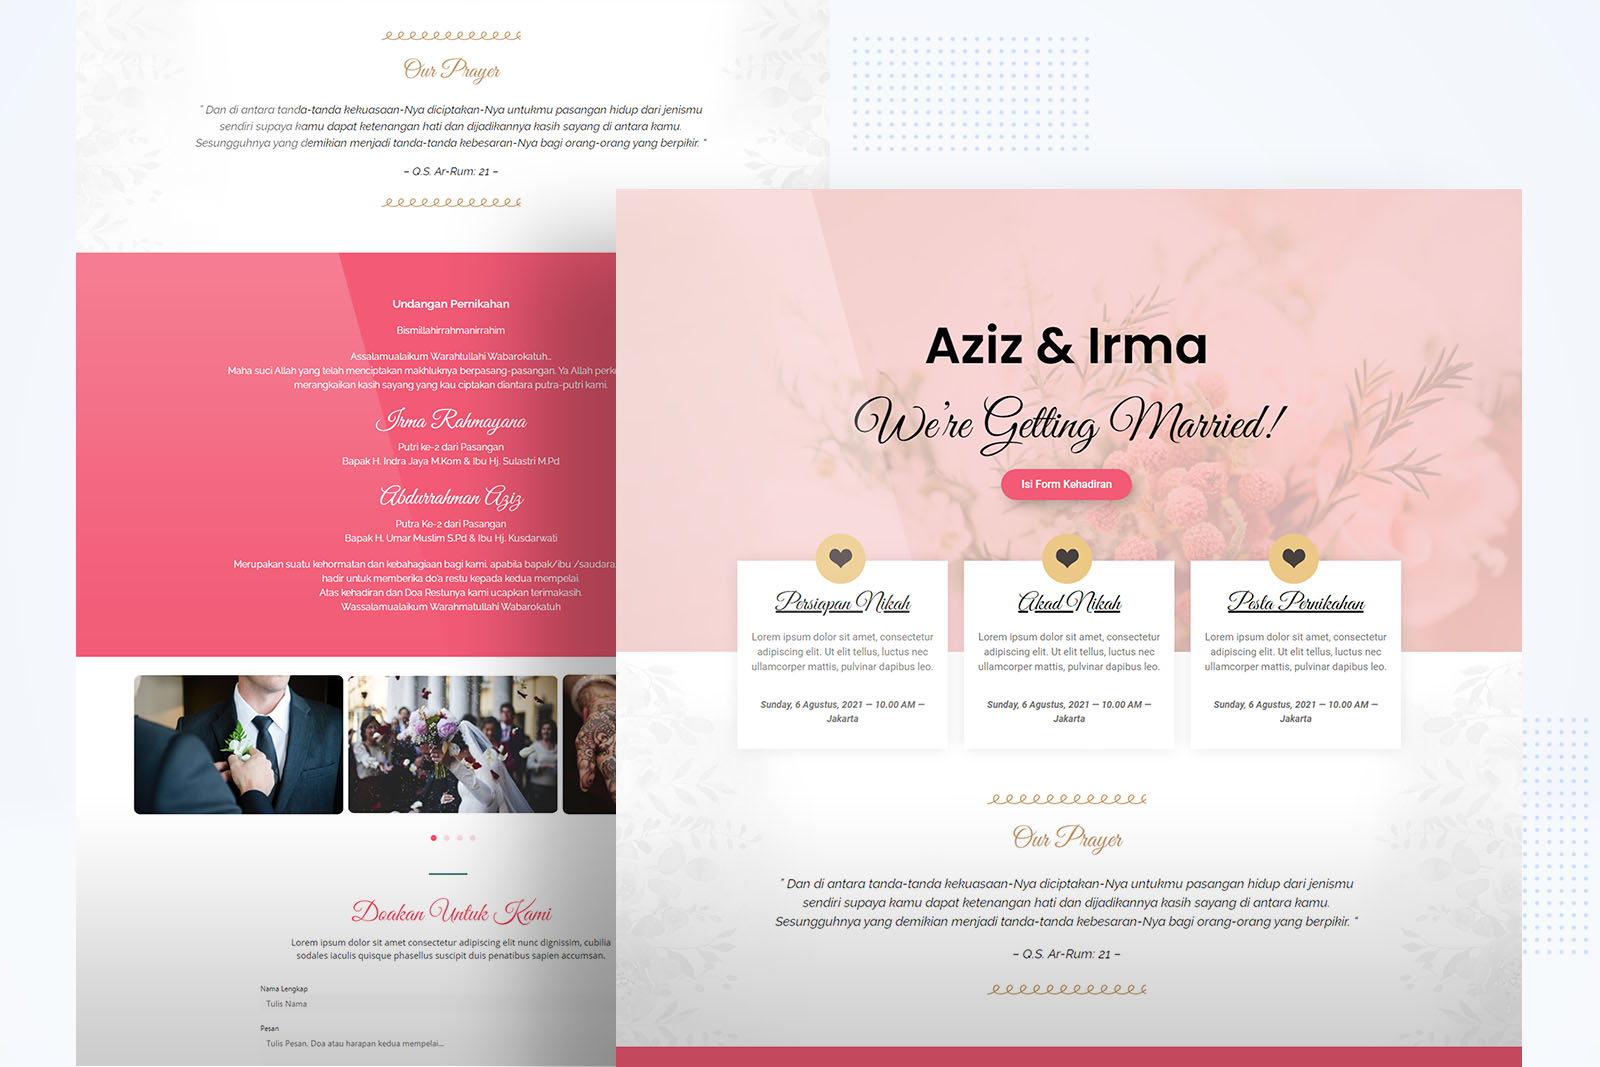 Our Prayer
" Dan di antara tanda-tanda kekuasaan-Nya diciptakan-Nya untukmu pasangan hidup dari jenismu
sendiri supaya kamu dapat ketenangan hati dan dijadikannya kasih sayang di antara kamu.
Sesungguhnya yang demikian menjadi tanda-tanda kebesaran-Nya bagi orang-orang yang berpikir. "
– Q.S. Ar-Rum: 21 –
Undangan Pernikahan
Bismillahirrahmanirrahim
Assalamualaikum Warahtullahi Wabarokatuh...
Maha suci Allah yang telah menciptakan makhluknya berpasang-pasangan. Ya Allah
merangkaikan kasih sayang yang kau ciptakan diantara putra-putri kami.
Irma Rahmayana
Putri ke-2 dari Pasangan
Bapak H. Indra Jaya M.Kom & Ibu Hj. Sulastri M.Pd
Abdurrahman Aziz
Putra Ke-2 dari Pasangan
Bapak H. Umar Muslim S.Pd & Ibu Hj. Kusdarwati
Merupakan suatu kehormatan dan kebahagiaan bagi kami. apabila bapak/ibu /saudara.
hadir untuk memberika do'a restu kepada kedua mempelai.
Atas kehadiran dan Doa Restunya kami ucapkan terimakasih.
Wassalamualaikum Warahmatullahi Wabarokatuh
Doakan Untuk Kami
Lorem ipsum dolor sit amet consectetur adipiscing elit nunc dignissim, cubilia
sodales iaculis quisque phasellus suscipit duis penatibus sapien accumsan.
Nama Lengkap
Tulis Nama
Pesan
Tulis Pesan, Doa atau harapan kedua mempelai...
Aziz & Irma
We're Getting Married!
Isi Form Kehadiran
Persiapan Nikah
Lorem ipsum dolor sit amet, consectetur
adipiscing elit. Ut elit tellus, luctus nec
ullamcorper mattis, pulvinar dapibus leo.
Sunday, 6 Agustus, 2021 — 10.00 AM —
Jakarta
Akad Nikah
Lorem ipsum dolor sit amet, consectetur
adipiscing elit. Ut elit tellus, luctus nec
ullamcorper mattis, pulvinar dapibus leo.
Sunday, 6 Agustus, 2021 — 10.00 AM —
Jakarta
Pesta Pernikahan
Lorem ipsum dolor sit amet, consectetur
adipiscing elit. Ut elit tellus, luctus nec
ullamcorper mattis, pulvinar dapibus leo.
Sunday, 6 Agustus, 2021 — 10.00 AM —
Jakarta
Our Prayer
" Dan di antara tanda-tanda kekuasaan-Nya diciptakan-Nya untukmu pasangan hidup dari jenismu
sendiri supaya kamu dapat ketenangan hati dan dijadikannya kasih sayang di antara kamu.
Sesungguhnya yang demikian menjadi tanda-tanda kebesaran-Nya bagi orang-orang yang berpikir. "
– Q.S. Ar-Rum: 21 –